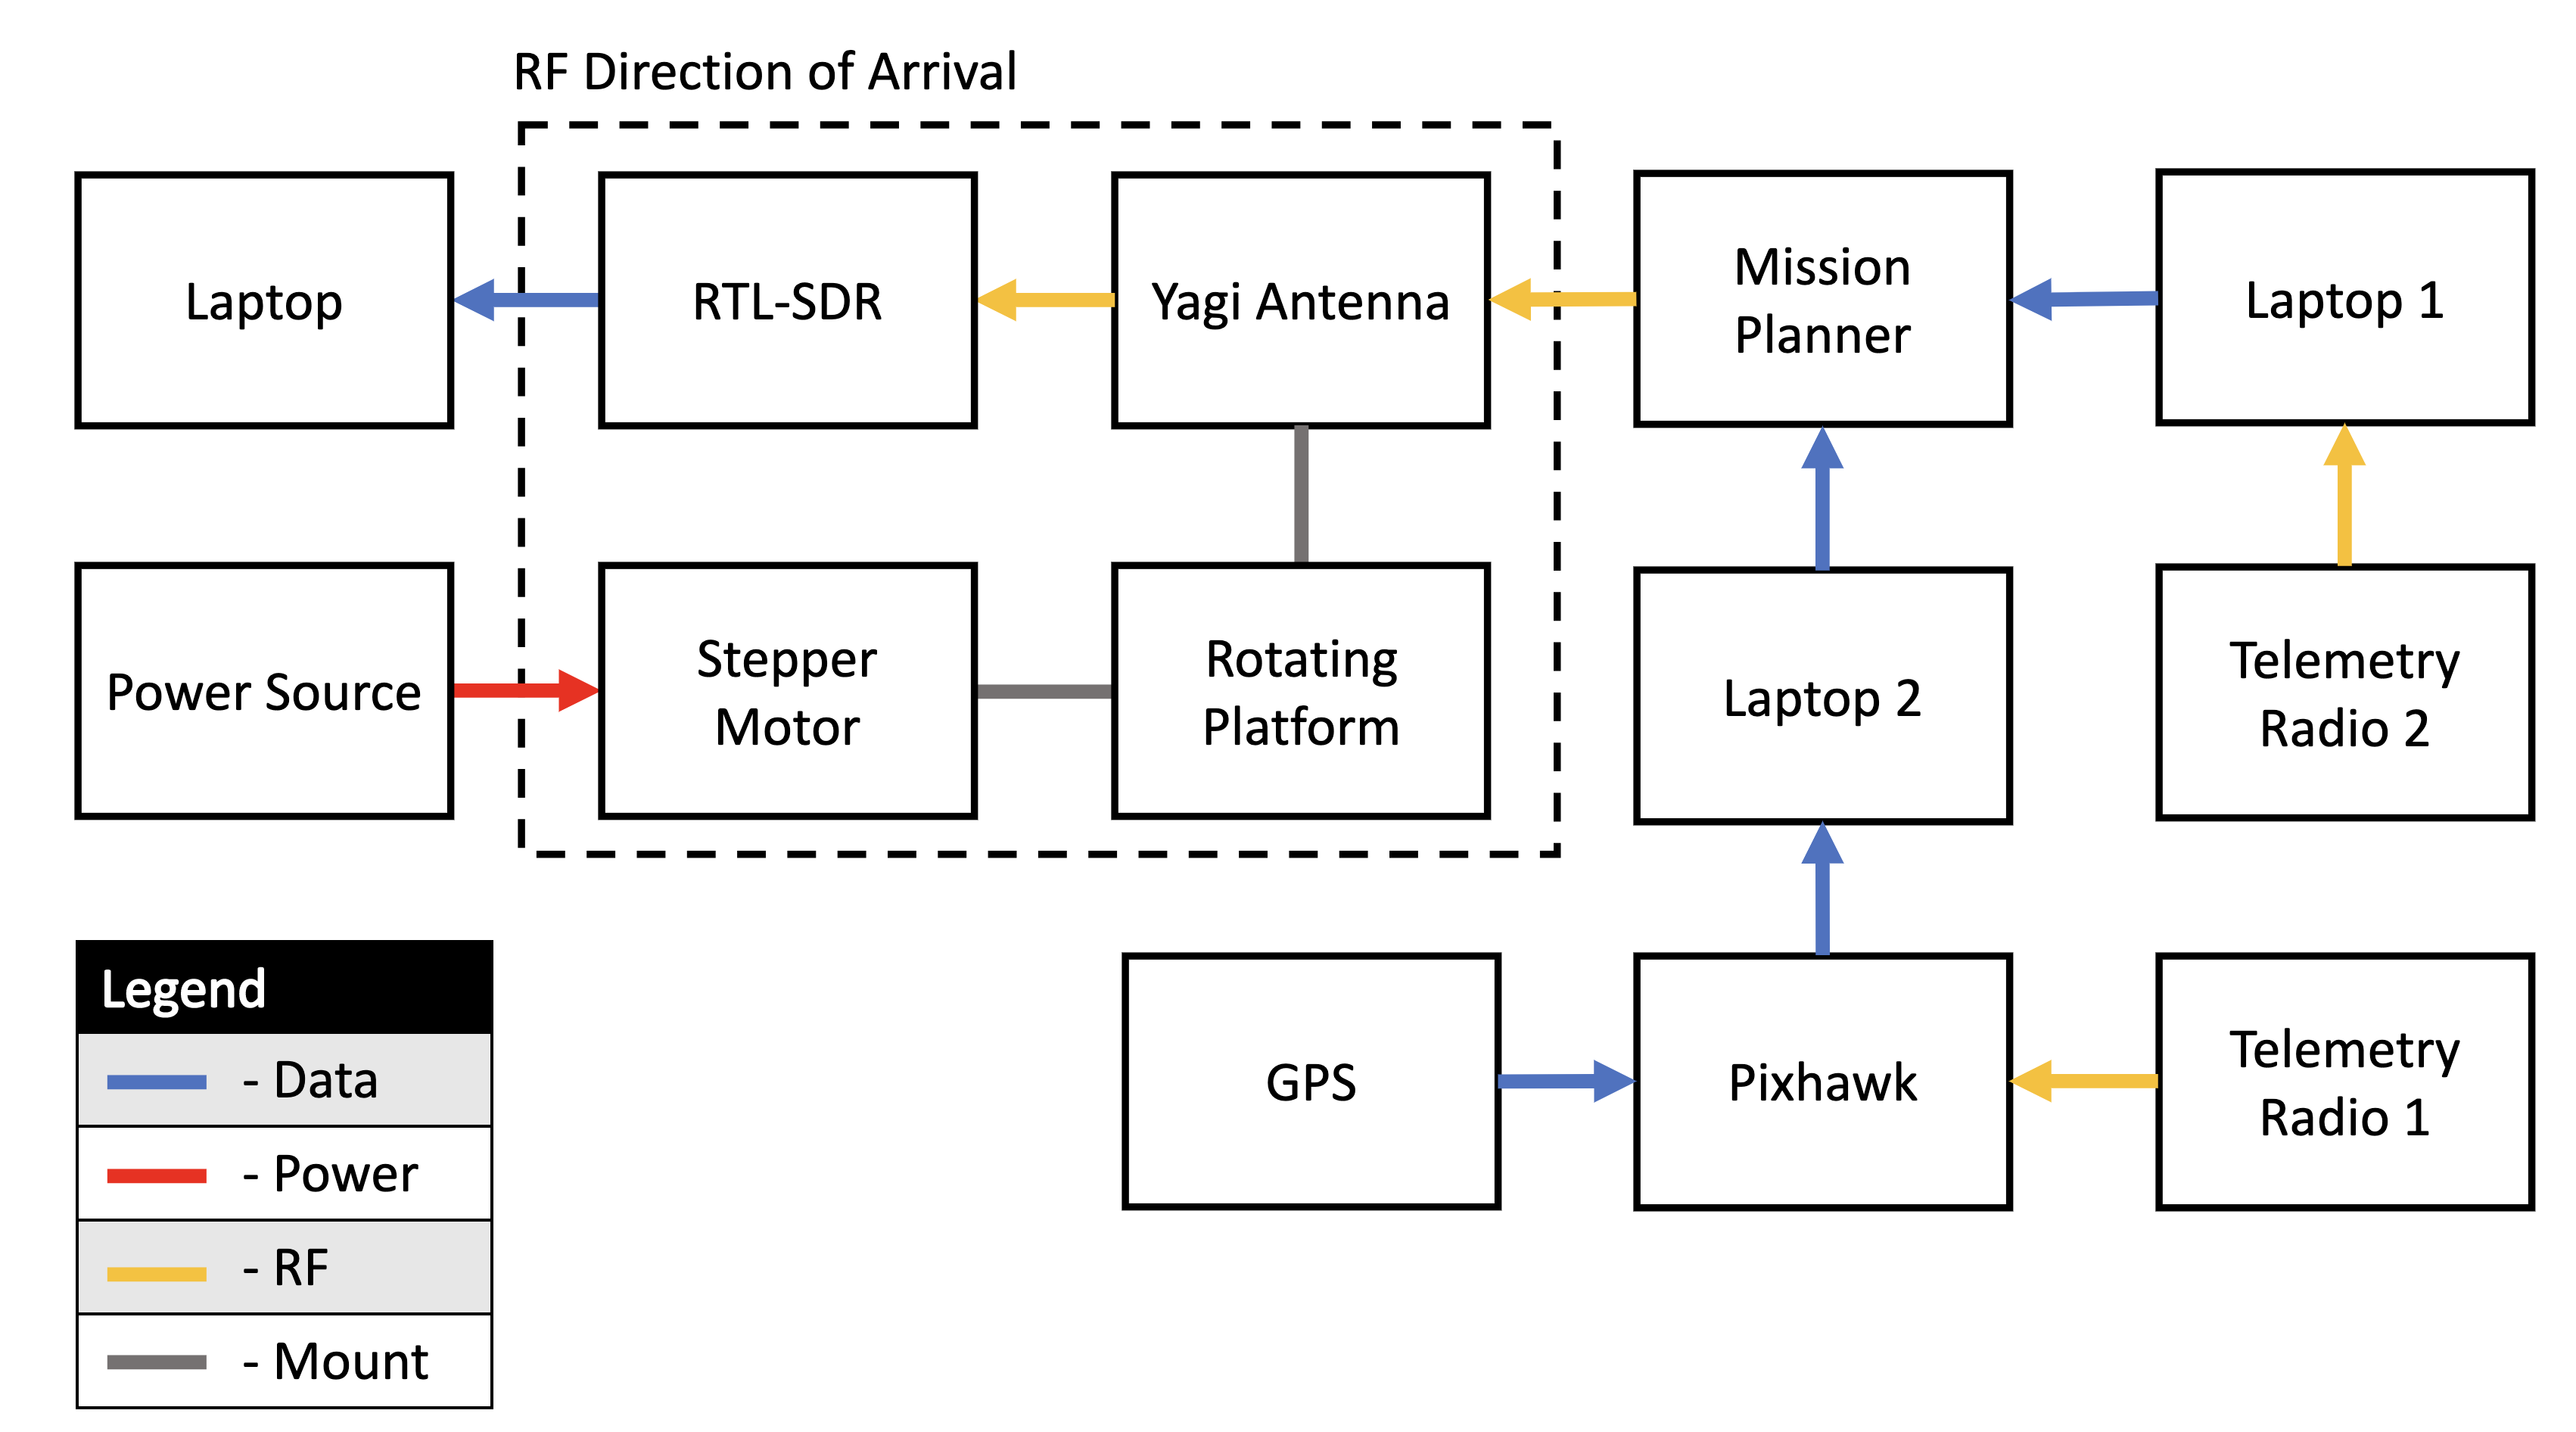 RF Direction of Arrival
Laptop
RTL-SDR
Yagi Antenna
Mission
Planner
Laptop 1
Power Source
Stepper
Motor
Rotating
Platform
Laptop 2
Telemetry
Radio 2
GPS
Pixhawk
Telemetry
Radio 1
Legend
- Data
- Power
- RF
- Mount